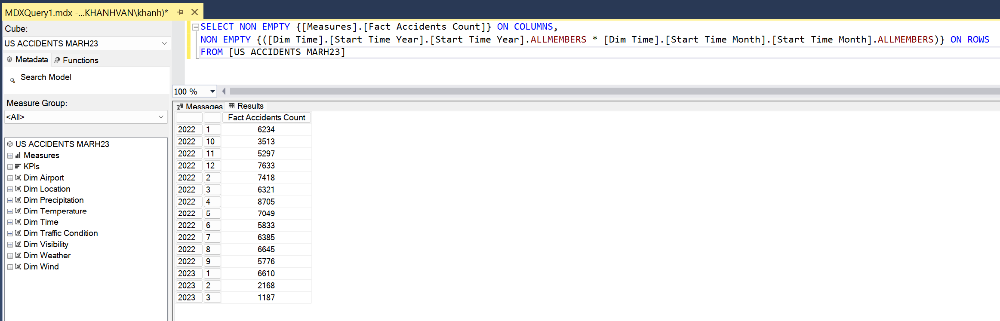 MDXQuery1.mdx -...KHANHVAN\khanh)*
Cube:
US ACCIDENTS MARH23
Metadata
Functions
Search Model
Measure Group:
<All>
US ACCIDENTS MARH23
Measures
KPIs
Dim Airport
Dim Location
Dim Precipitation
Dim Temperature
Dim Time
Dim Traffic Condition
Dim Visibility
Dim Weather
Dim Wind
SELECT NON EMPTY {[Measures].[Fact Accidents Count]} ON COLUMNS,
NON EMPTY {([Dim Time].[Start Time Year].[Start Time Year].ALLMEMBERS * [Dim Time].[Start Time Month].[Start Time Month].ALLMEMBERS)} ON ROWS
FROM [US ACCIDENTS MARH23]
100 %
Messages
Results
Fact Accidents Count
2022 1 6234
2022 10 3513
2022 11 5297
2022 12 7633
2022 2 7418
2022 3 6321
2022 4 8705
2022 5 7049
2022 6 5833
2022 7 6385
2022 8 6645
2022 9 5776
2023 1 6610
2023 2 2168
2023 3 1187